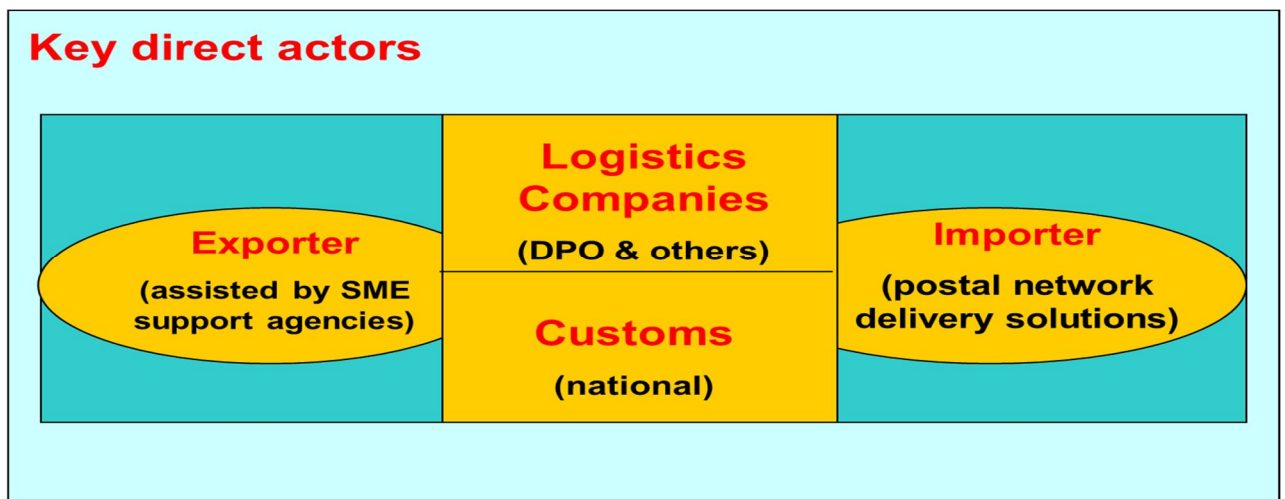 Key direct actors
Exporter
(assisted by SME
support agencies)
Logistics
Companies
(DPO & others)
Customs
(national)
Importer
(postal network
delivery solutions)